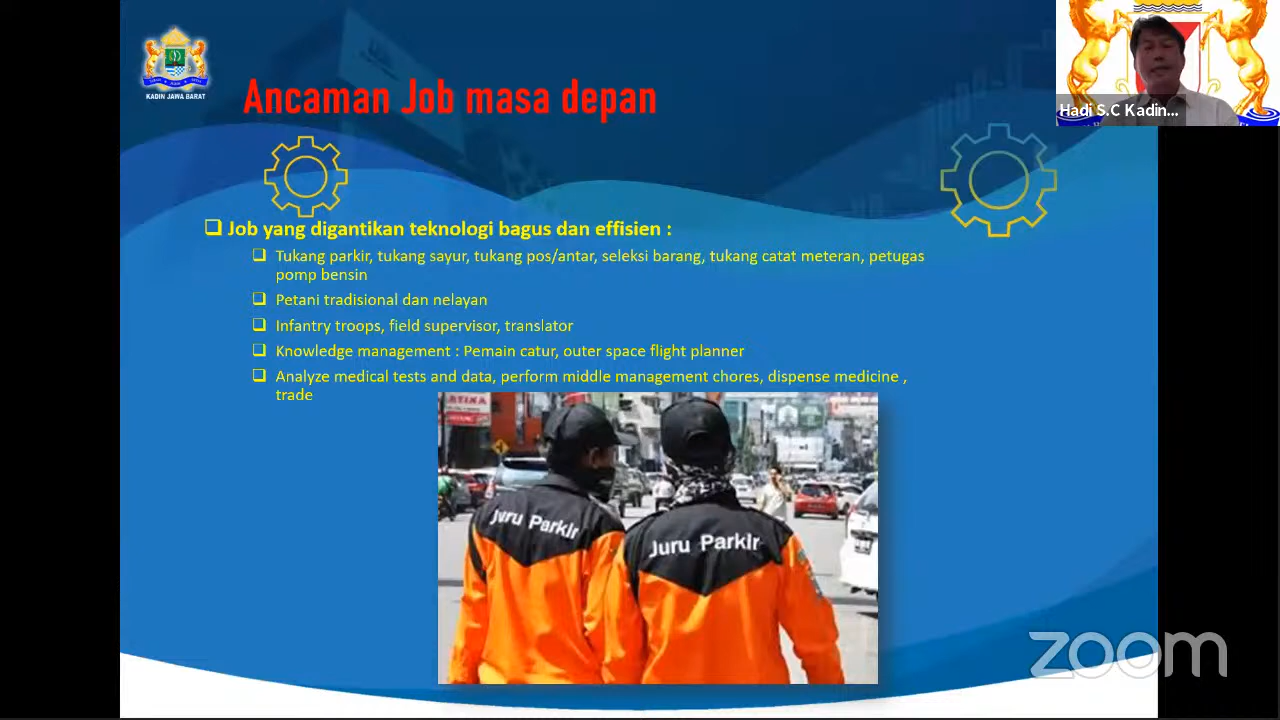 KADIN JAWA BARAT
Ancaman Job masa depan
Hadi S.C Kadin...
❑ Job yang digantikan teknologi bagus dan effisien :
❑ Tukang parkir, tukang sayur, tukang pos/antar, seleksi barang, tukang catat meteran, petugas
pomp bensin
❑ Petani tradisional dan nelayan
❑ Infantry troops, field supervisor, translator
❑ Knowledge management : Pemain catur, outer space flight planner
❑ Analyze medical tests and data, perform middle management chores, dispense medicine ,
trade
Juru Parkir
Juru Parkir
zoom